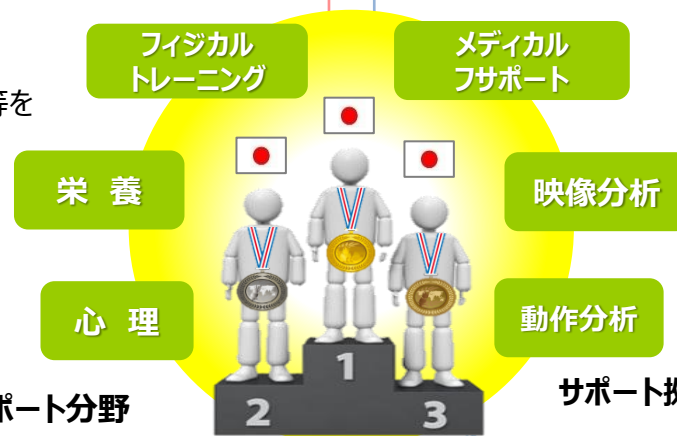 フィジカル
トレーニング
メディカル
フサポート
等を
栄 養
映像分析
心 理
動作分析
1
2
3
ポート分野
サポート拠